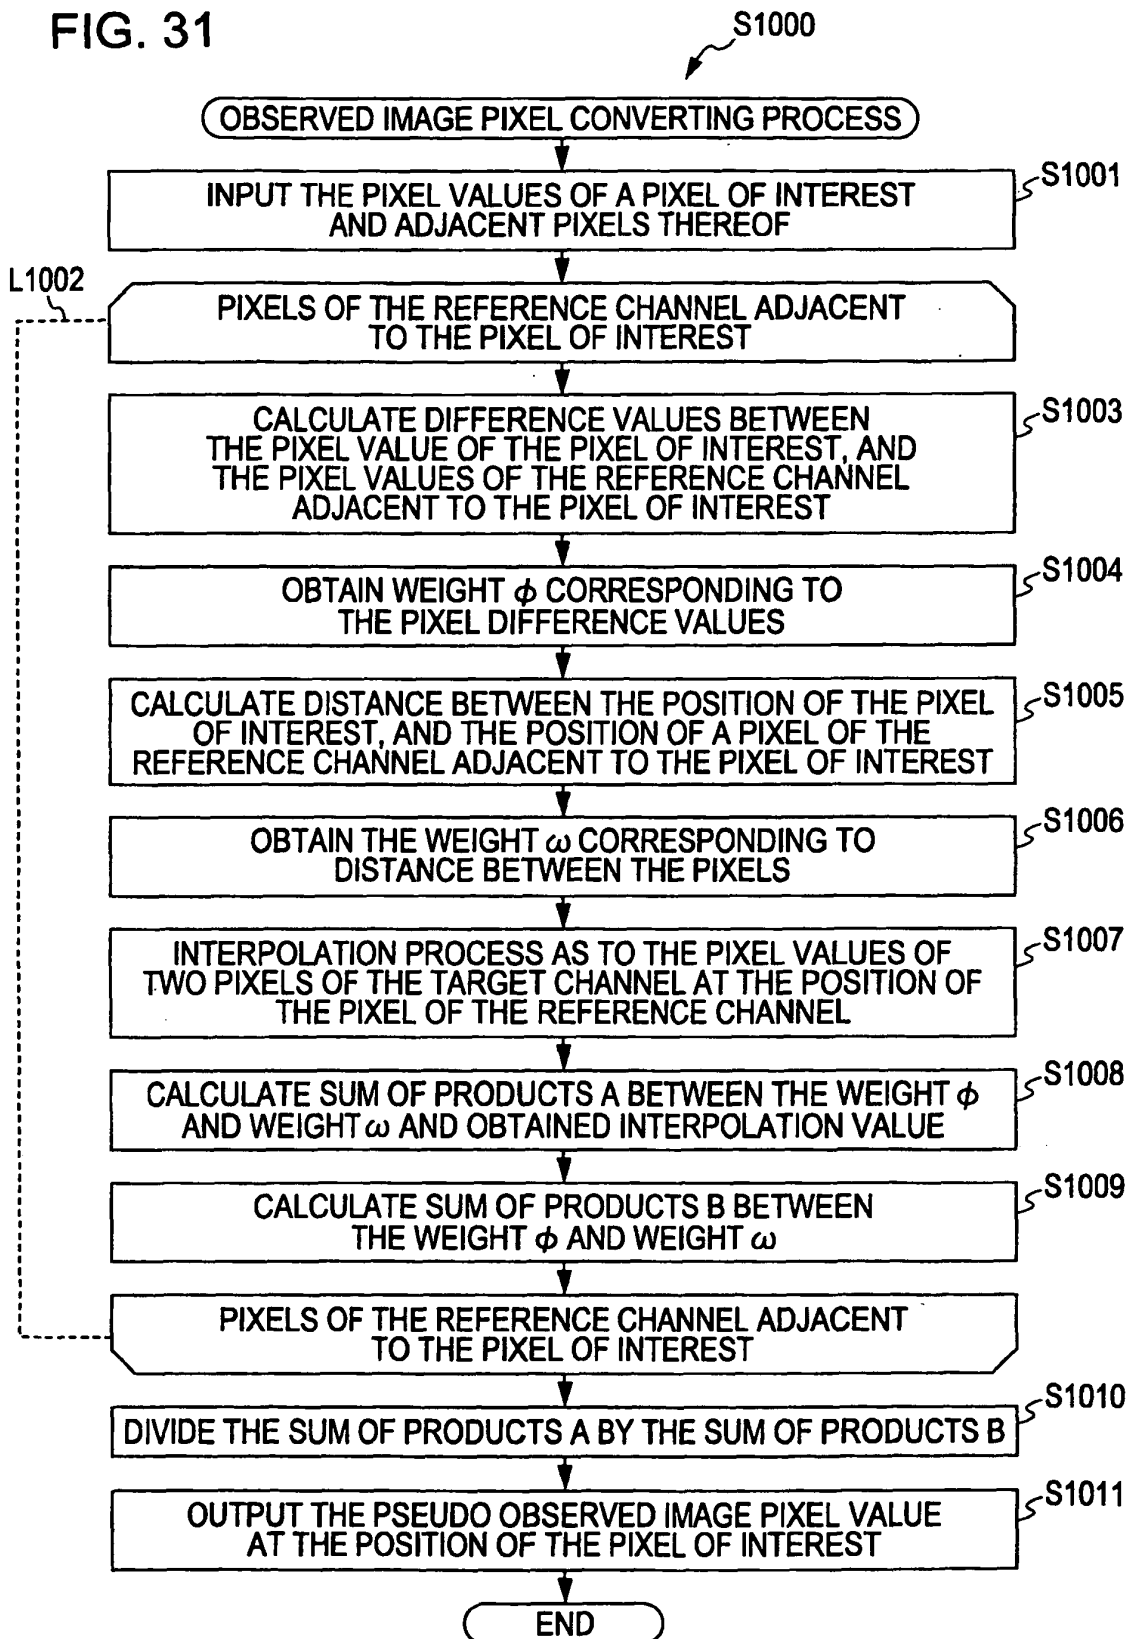 FIG. 31
S1000
OBSERVED IMAGE PIXEL CONVERTING PROCESS
S1001
INPUT THE PIXEL VALUES OF A PIXEL OF INTEREST
AND ADJACENT PIXELS THEREOF
L1002
PIXELS OF THE REFERENCE CHANNEL ADJACENT
TO THE PIXEL OF INTEREST
S1003
CALCULATE DIFFERENCE VALUES BETWEEN
THE PIXEL VALUE OF THE PIXEL OF INTEREST, AND
THE PIXEL VALUES OF THE REFERENCE CHANNEL
ADJACENT TO THE PIXEL OF INTEREST
S1004
OBTAIN WEIGHT ϕ CORRESPONDING TO
THE PIXEL DIFFERENCE VALUES
S1005
CALCULATE DISTANCE BETWEEN THE POSITION OF THE PIXEL
OF INTEREST, AND THE POSITION OF A PIXEL OF THE
REFERENCE CHANNEL ADJACENT TO THE PIXEL OF INTEREST
S1006
OBTAIN THE WEIGHT ω CORRESPONDING TO
DISTANCE BETWEEN THE PIXELS
S1007
INTERPOLATION PROCESS AS TO THE PIXEL VALUES OF
TWO PIXELS OF THE TARGET CHANNEL AT THE POSITION OF
THE PIXEL OF THE REFERENCE CHANNEL
S1008
CALCULATE SUM OF PRODUCTS A BETWEEN THE WEIGHT ϕ
AND WEIGHT ω AND OBTAINED INTERPOLATION VALUE
S1009
CALCULATE SUM OF PRODUCTS B BETWEEN
THE WEIGHT ϕ AND WEIGHT ω
PIXELS OF THE REFERENCE CHANNEL ADJACENT
TO THE PIXEL OF INTEREST
S1010
DIVIDE THE SUM OF PRODUCTS A BY THE SUM OF PRODUCTS B
S1011
OUTPUT THE PSEUDO OBSERVED IMAGE PIXEL VALUE
AT THE POSITION OF THE PIXEL OF INTEREST
END